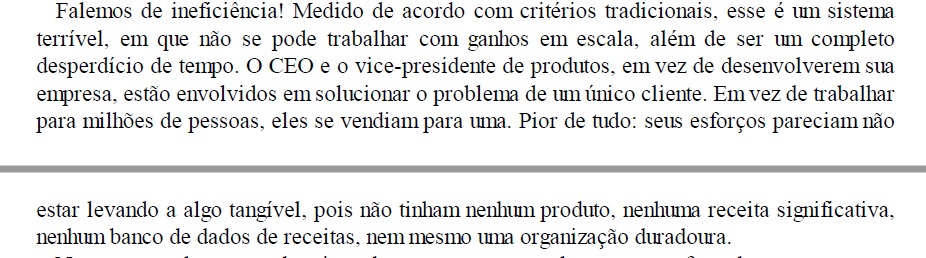 Falemos de ineficiência! Medido de acordo com critérios tradicionais, esse é um sistema
terrível, em que não se pode trabalhar com ganhos em escala, além de ser um completo
desperdício de tempo. O CEO e o vice-presidente de produtos, em vez de desenvolverem sua
empresa, estão envolvidos em solucionar o problema de um único cliente. Em vez de trabalhar
para milhões de pessoas, eles se vendiam para uma. Pior de tudo: seus esforços pareciam não
estar levando a algo tangível, pois não tinham nenhum produto, nenhuma receita significativa,
nenhum banco de dados de receitas, nem mesmo uma organização duradoura.